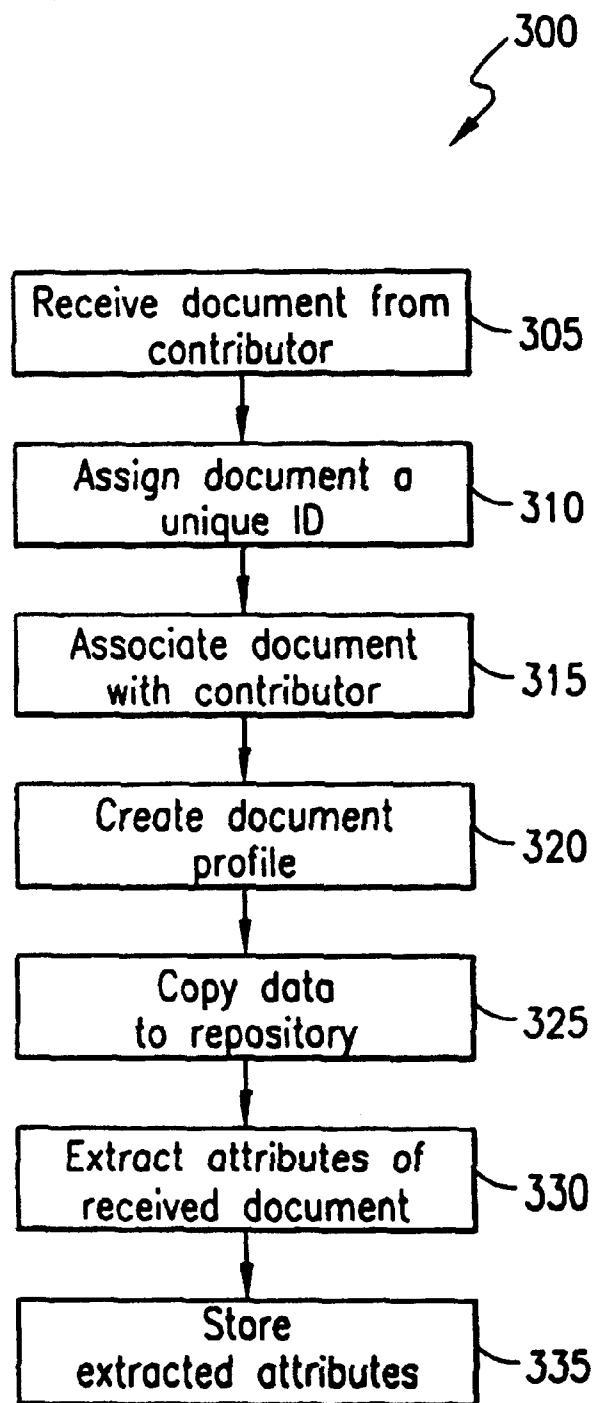 300
Receive document from
contributor
305
Assign document a
unique ID
310
Associate document
with contributor
315
Create document
profile
320
Copy data
to repository
325
Extract attributes of
received document
330
Store
extracted attributes
335